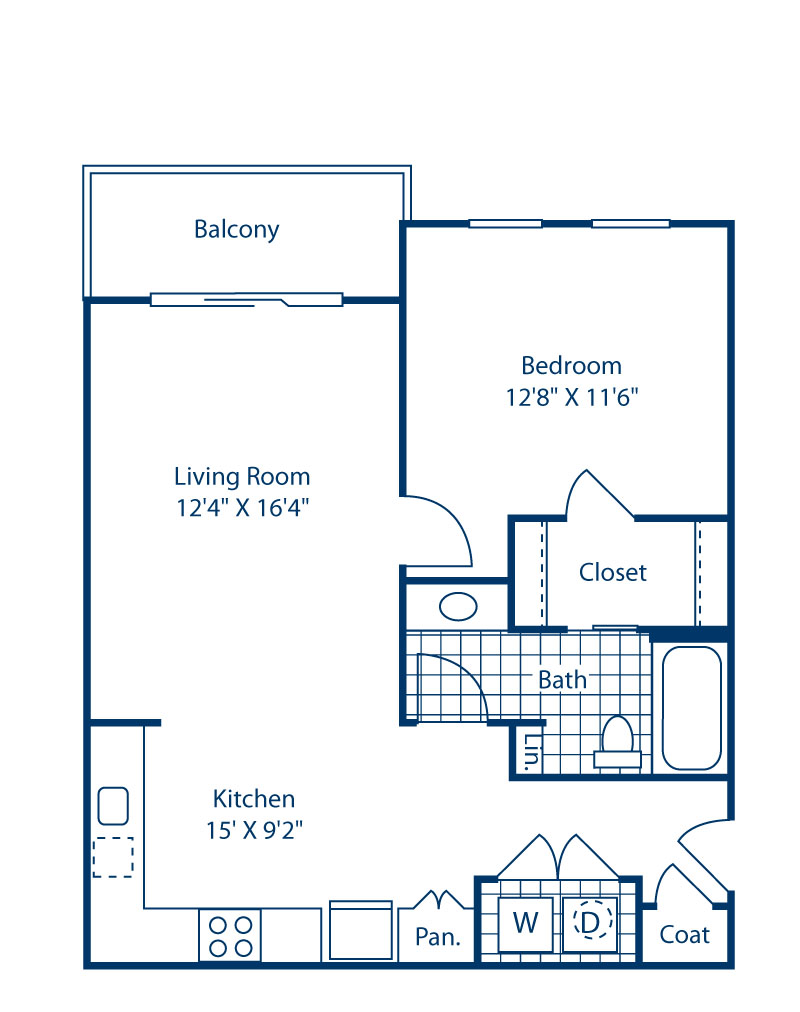 Balcony
Bedroom
12'8" X 11'6"
Living Room
12'4" X 16'4"
Closet
Bath
Lin.
Kitchen
15' X 9'2"
W
D
Pan.
Coat